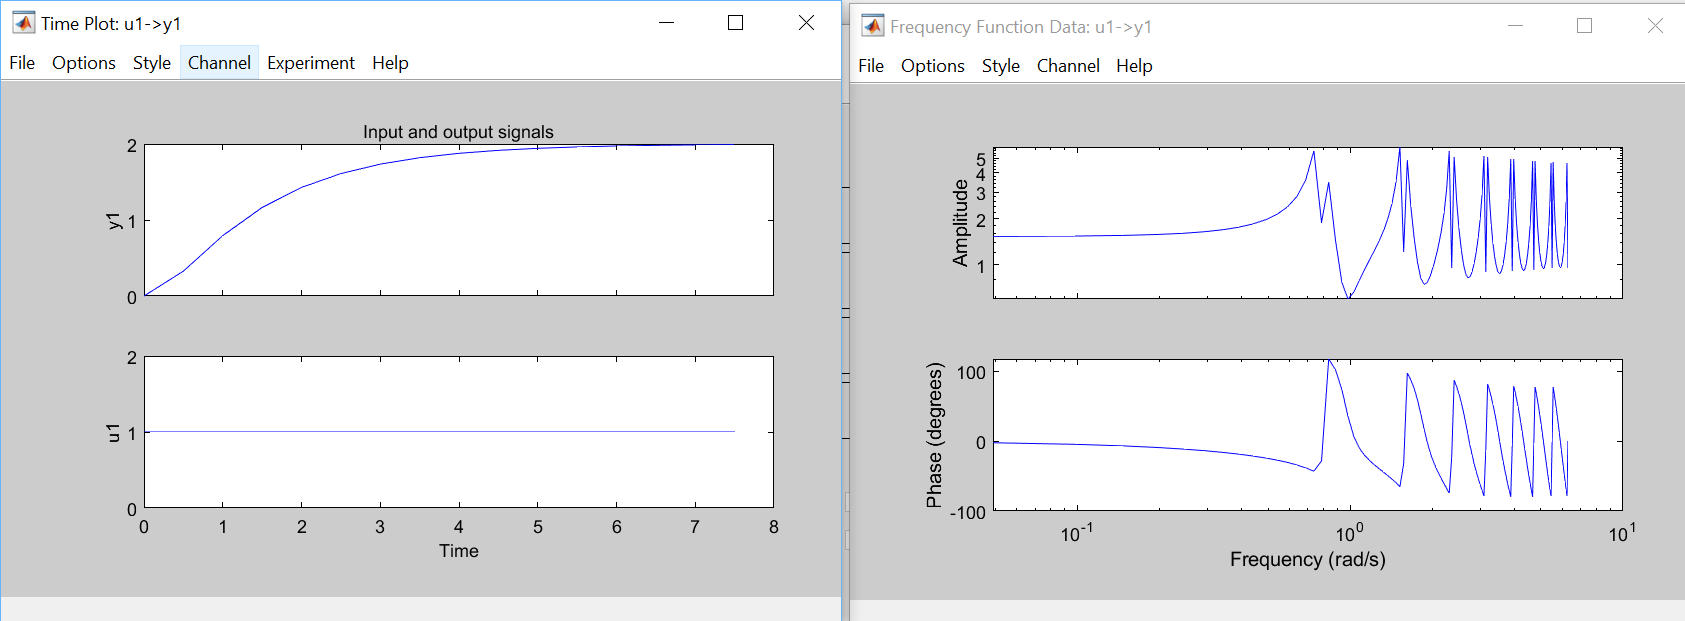 Time Plot: u1->y1
File Options Style Channel Experiment Help
Input and output signals
2
1
0
y1
2
1
0
u1
0 1 2 3 4 5 6 7 8
Time
Frequency Function Data: u1->y1
File Options Style Channel Help
5
4
3
2
1
Amplitude
100
0
-100
Phase (degrees)
10^-1 10^0 10^1
Frequency (rad/s)